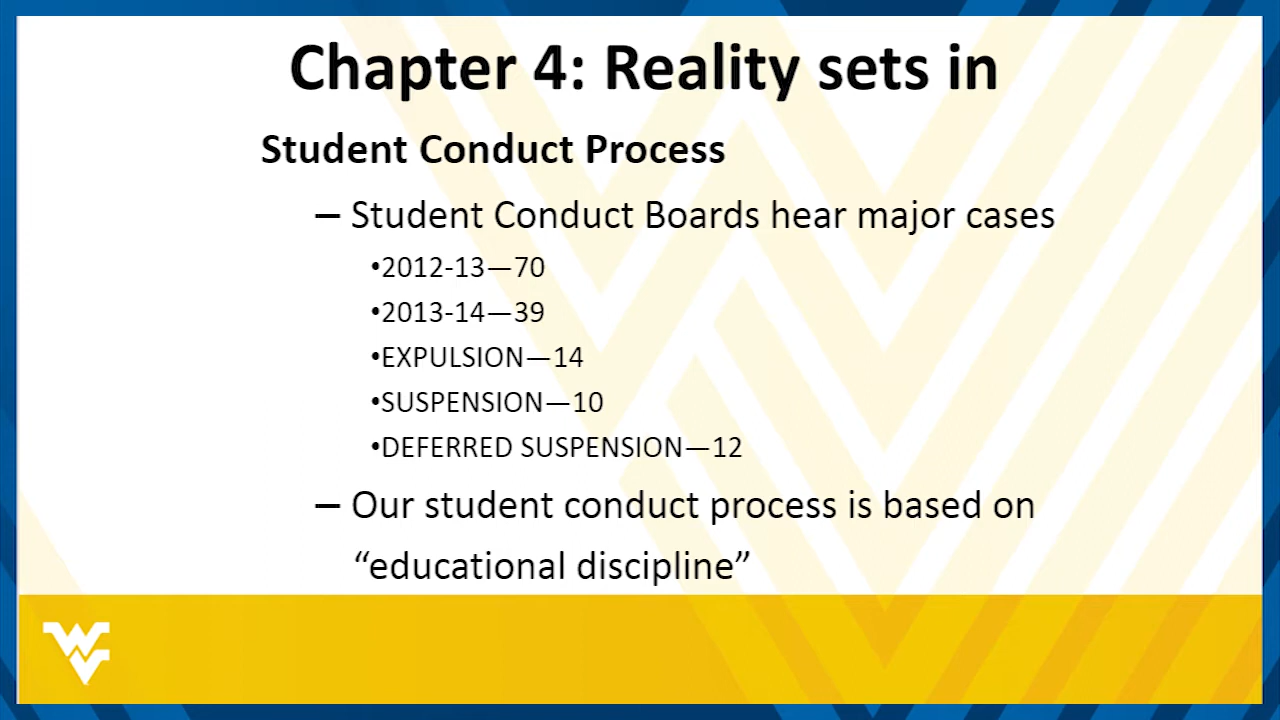 Chapter 4: Reality sets in
Student Conduct Process
– Student Conduct Boards hear major cases
•2012-13—70
•2013-14—39
•EXPULSION—14
•SUSPENSION—10
•DEFERRED SUSPENSION—12
– Our student conduct process is based on
“educational discipline”
WV